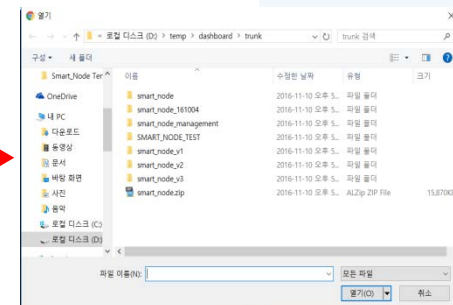 열기
로컬 디스크 (D:) > temp > dashboard > trunk
trunk 검색
구성
새 폴더
이름
수정한 날짜
유형
크기
Smart_Node Ter
OneDrive
내 PC
다운로드
동영상
문서
바탕 화면
사진
음악
로컬 디스크 (C:)
로컬 디스크 (D:)
smart_node 2016-11-10 오후 5... 파일 폴더
smart_node_161004 2016-11-10 오후 5... 파일 폴더
smart_node_management 2016-11-10 오후 5... 파일 폴더
SMART_NODE_TEST 2016-11-10 오후 5... 파일 폴더
smart_node_v1 2016-11-10 오후 5... 파일 폴더
smart_node_v2 2016-11-10 오후 5... 파일 폴더
smart_node_v3 2016-11-10 오후 5... 파일 폴더
smart_node.zip 2016-11-10 오후 5... ALZip ZIP File 15,870K
파일 이름(N):
모든 파일
열기(O)
취소